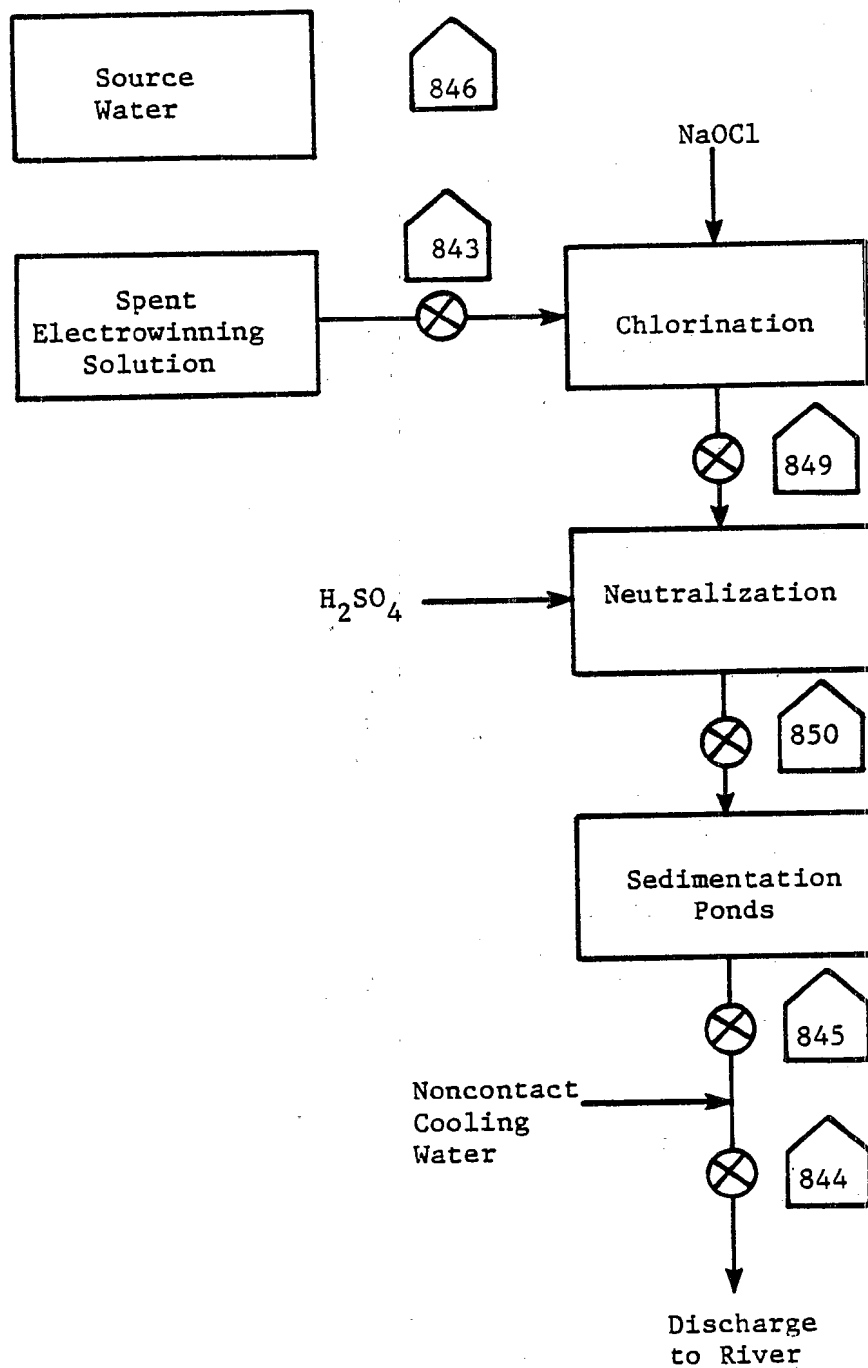 Source
Water
846
NaOCl
843
Spent
Electrowinning
Solution
Chlorination
849
H2SO4
Neutralization
850
Sedimentation
Ponds
845
Noncontact
Cooling
Water
844
Discharge
to River